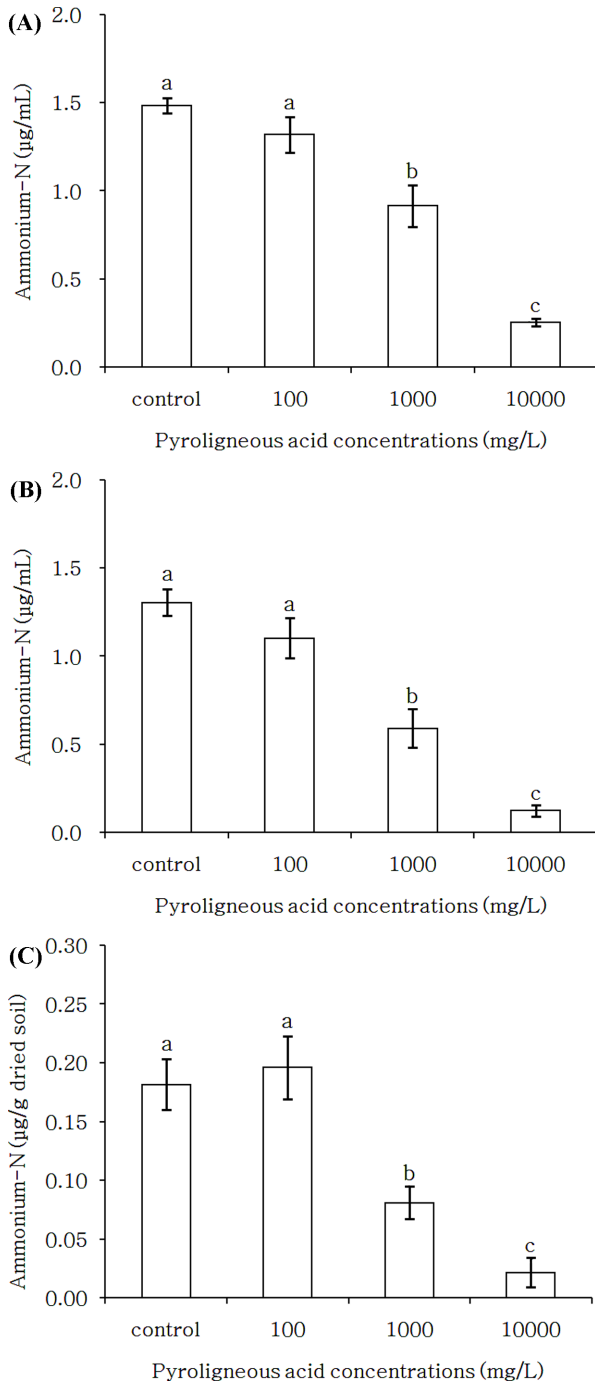 (A)
Ammonium-N (μg/mL)
2.0
1.5
1.0
0.5
0.0
a
a
b
c
control 100 1000 10000
Pyroligneous acid concentrations (mg/L)
(B)
Ammonium-N (μg/mL)
2.0
1.5
1.0
0.5
0.0
a
a
b
c
control 100 1000 10000
Pyroligneous acid concentrations (mg/L)
(C)
Ammonium-N (μg/g dried soil)
0.30
0.25
0.20
0.15
0.10
0.05
0.00
a
a
b
c
control 100 1000 10000
Pyroligneous acid concentrations (mg/L)